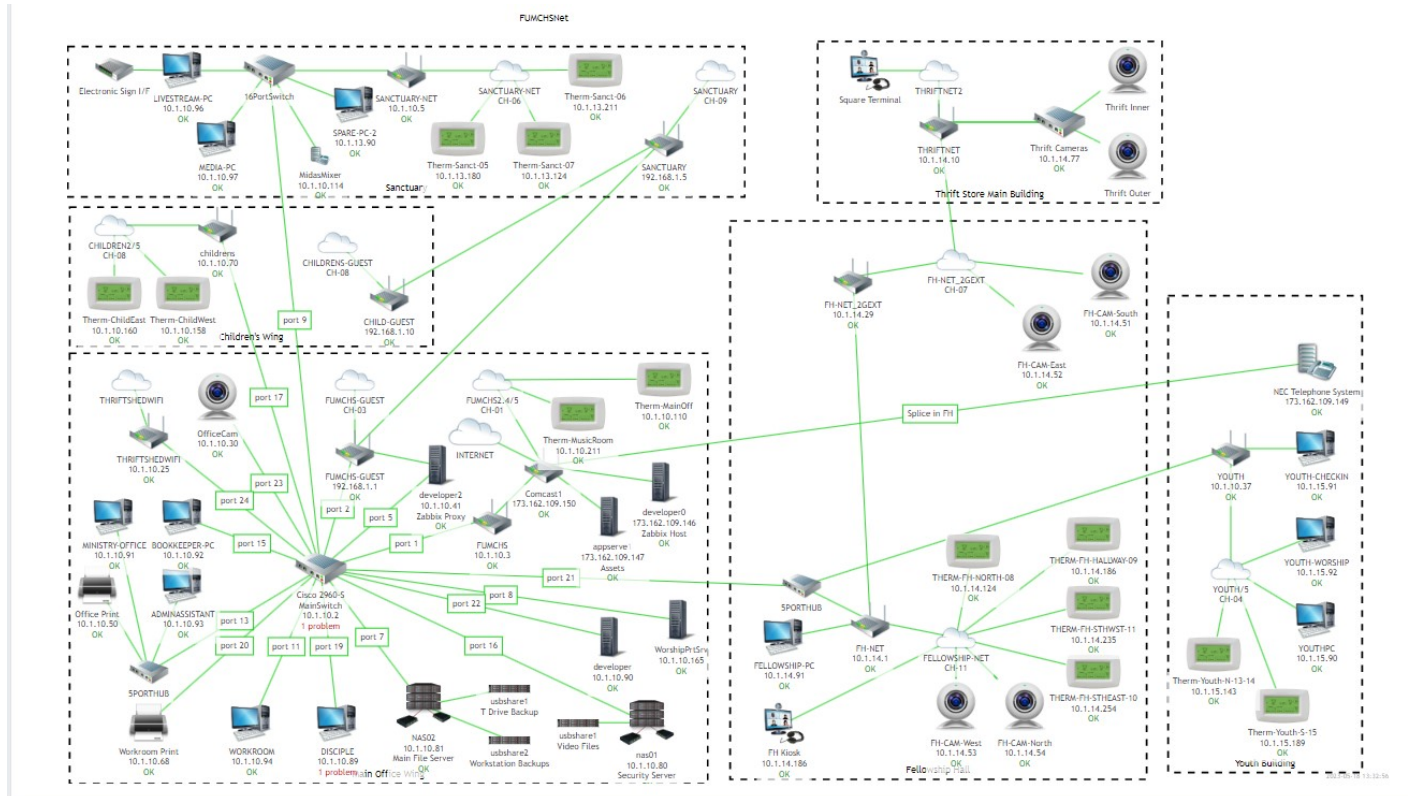 FUMCHSNet
Electronic Sign I/F
LIVESTREAM-PC
10.1.10.96
OK
16PortSwitch
SANCTUARY-NET
10.1.10.5
OK
SANCTUARY-NET
CH-06
Therm-Sanct-06
10.1.13.211
OK
SANCTUARY
CH-09
SPARE-PC-2
10.1.13.90
OK
MEDIA-PC
10.1.10.97
OK
MidasMixer
10.1.10.114
OK
Therm-Sanct-05
10.1.13.180
OK
Therm-Sanct-07
10.1.13.124
OK
SANCTUARY
192.168.1.5
OK
Sanctuary
Square Terminal
THRIFTNET2
THRIFTNET
10.1.14.10
OK
Thrift Cameras
10.1.14.77
OK
Thrift Inner
Thrift Outer
Thrift Store Main Building
CHILDREN2/5
CH-08
childrens
10.1.10.70
OK
CHILDRENS-GUEST
CH-08
Therm-ChildEast
10.1.10.160
OK
Therm-ChildWest
10.1.10.158
OK
CHILD-GUEST
192.168.1.10
OK
port 9
Children's Wing
FH-NET_2GEXT
10.1.14.29
OK
FH-NET_2GEXT
CH-07
FH-CAM-South
10.1.14.51
OK
FH-CAM-East
10.1.14.52
OK
THRIFTSHEDWIFI
OfficeCam
10.1.10.30
OK
port 17
FUMCHS-GUEST
CH-03
FUMCHS2.4/5
CH-01
Therm-MainOff
10.1.10.110
OK
Therm-MusicRoom
10.1.10.211
OK
INTERNET
Splice in FH
NEC Telephone System
173.162.109.149
OK
THRIFTSHEDWIFI
10.1.10.25
OK
FUMCHS-GUEST
192.168.1.1
OK
developer2
10.1.10.41
Zabbix Proxy
OK
Comcast1
173.162.109.150
OK
developer0
173.162.109.146
Zabbix Host
OK
appserve
173.162.109.147
Assets
OK
FUMCHS
10.1.10.3
OK
port 23
port 24
port 2
port 5
port 1
port 15
MINISTRY-OFFICE
10.1.10.91
OK
BOOKKEEPER-PC
10.1.10.92
OK
Office Print
10.1.10.50
OK
ADMINASSISTANT
10.1.10.93
OK
Cisco 2960-S
MainSwitch
10.1.10.2
1 problem
port 21
port 8
port 22
port 13
port 20
port 11
port 19
port 7
port 16
5PORTHUB
Workroom Print
10.1.10.68
OK
WORKROOM
10.1.10.94
OK
DISCIPLE
10.1.10.89
1 problem
NAS02
10.1.10.81
Main File Server
OK
usbshare1
T Drive Backup
usbshare2
Workstation Backups
usbshare1
Video Files
nas01
10.1.10.80
Security Server
OK
developer
10.1.10.90
OK
WorshipPrtSrv
10.1.10.165
OK
Main Office Wing
5PORTHUB
FELLOWSHIP-PC
10.1.14.91
OK
FH-NET
10.1.14.1
OK
FELLOWSHIP-NET
CH-11
THERM-FH-NORTH-08
10.1.14.124
OK
THERM-FH-HALLWAY-09
10.1.14.186
OK
THERM-FH-STHWST-11
10.1.14.235
OK
THERM-FH-STHEAST-10
10.1.14.254
OK
FH Kiosk
10.1.14.186
OK
FH-CAM-West
10.1.14.53
OK
FH-CAM-North
10.1.14.54
OK
Fellowship Hall
YOUTH
10.1.10.37
OK
YOUTH-CHECKIN
10.1.15.91
OK
YOUTH-WORSHIP
10.1.15.92
OK
YOUTH/5
CH-04
YOUTHPC
10.1.15.90
OK
Therm-Youth-N-13-14
10.1.15.143
OK
Therm-Youth-S-15
10.1.15.189
OK
Youth Building